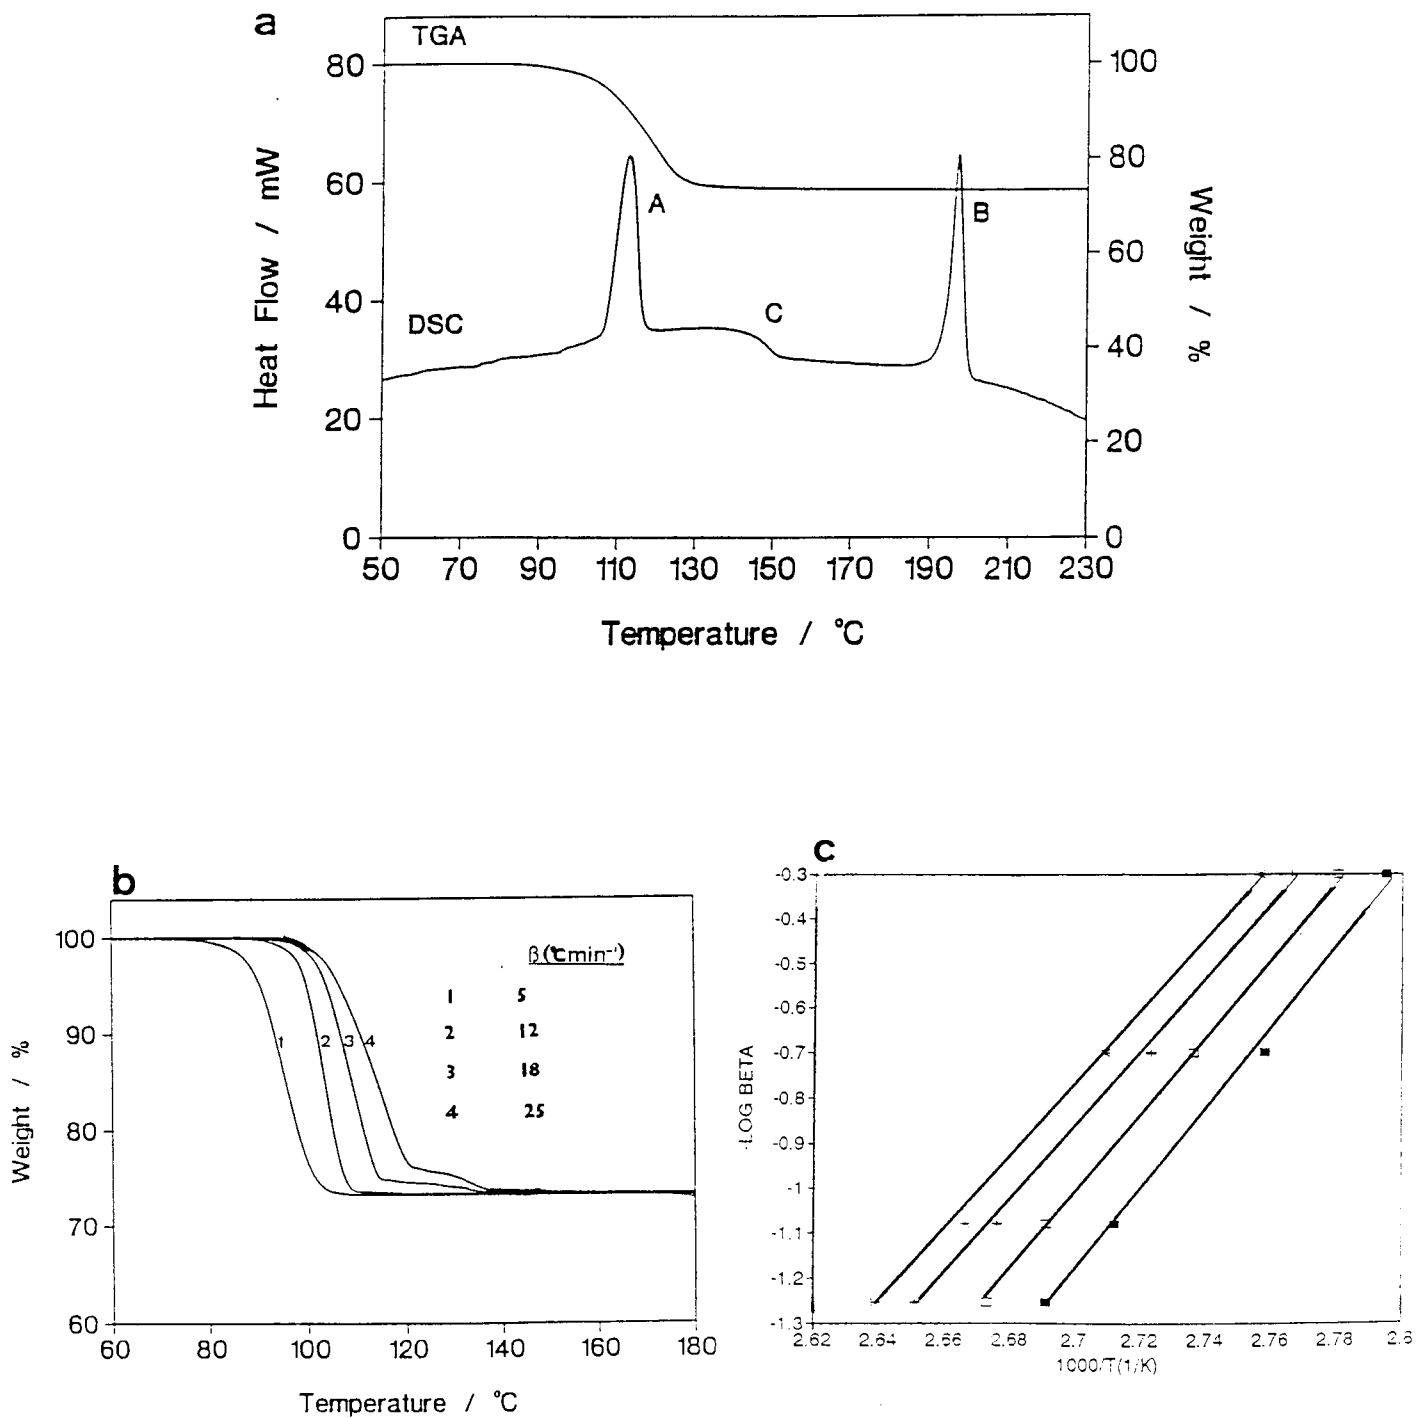 a
TGA
80
60
40
20
0
100
80
60
40
20
0
Heat Flow / mW
Weight / %
A
B
C
DSC
50 70 90 110 130 150 170 190 210 230
Temperature / °C
b
100
90
80
70
60
Weight / %
β(℃min⁻¹)
1 5
2 12
3 18
4 25
1 2 3 4
60 80 100 120 140 160 180
Temperature / °C
c
-0.3
-0.4
-0.5
-0.6
-0.7
-0.8
-0.9
-1
-1.1
-1.2
-1.3
-LOG BETA
2.62 2.64 2.66 2.68 2.7 2.72 2.74 2.76 2.78 2.8
1000/T(1/K)